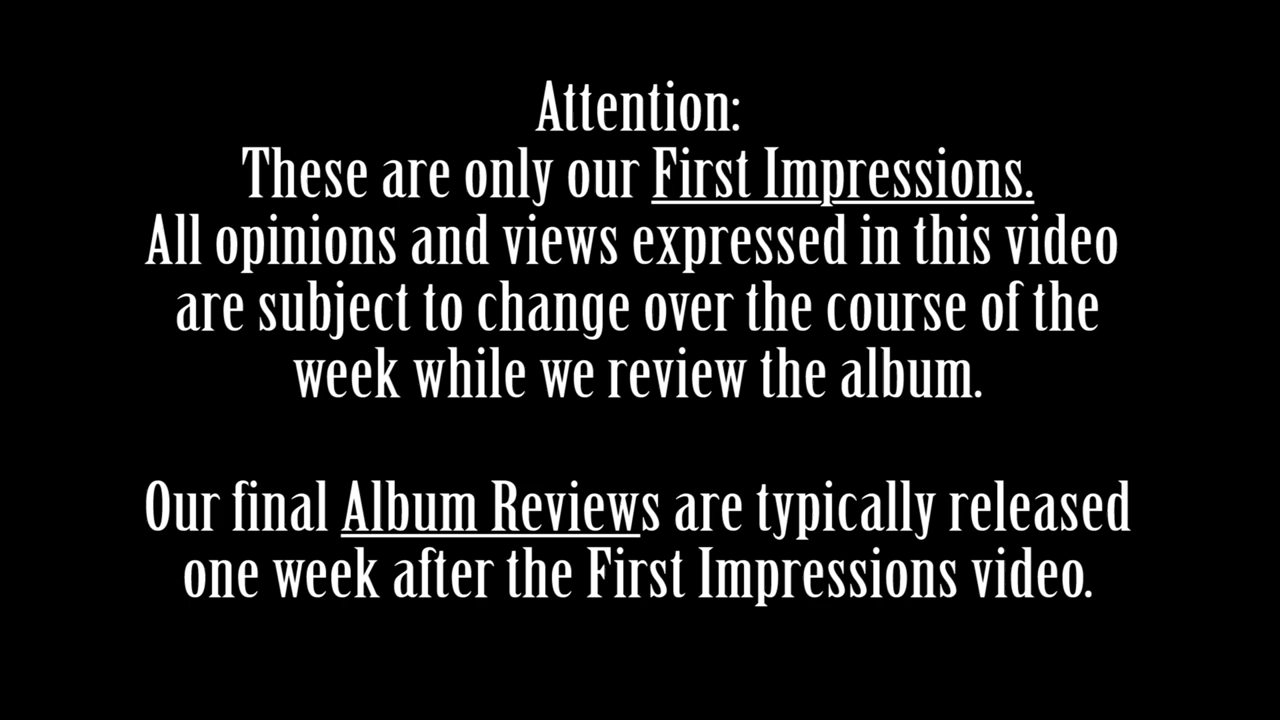 Attention:
These are only our First Impressions.
All opinions and views expressed in this video
are subject to change over the course of the
week while we review the album.
Our final Album Reviews are typically released
one week after the First Impressions video.